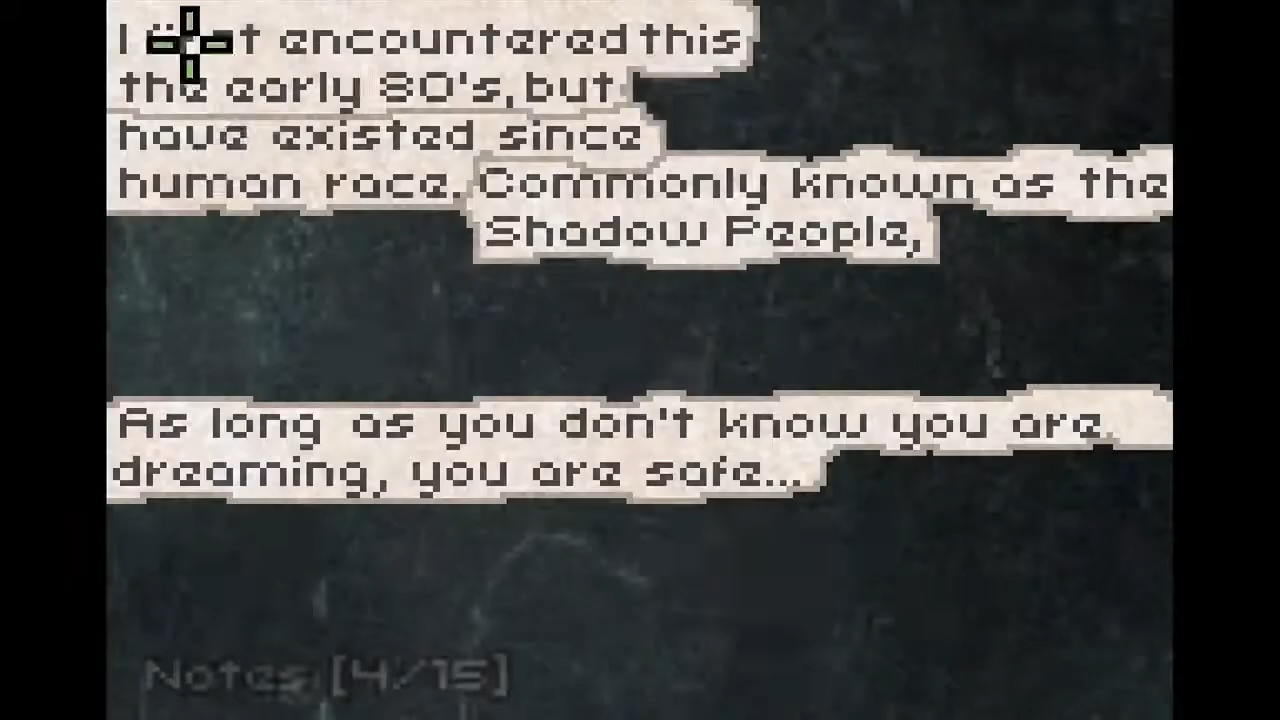 I encountered this
the early 80's, but
have existed since
human race. Commonly known as the
Shadow People,
As long as you don't know you are
dreaming, you are safe...
Notes [4/15]